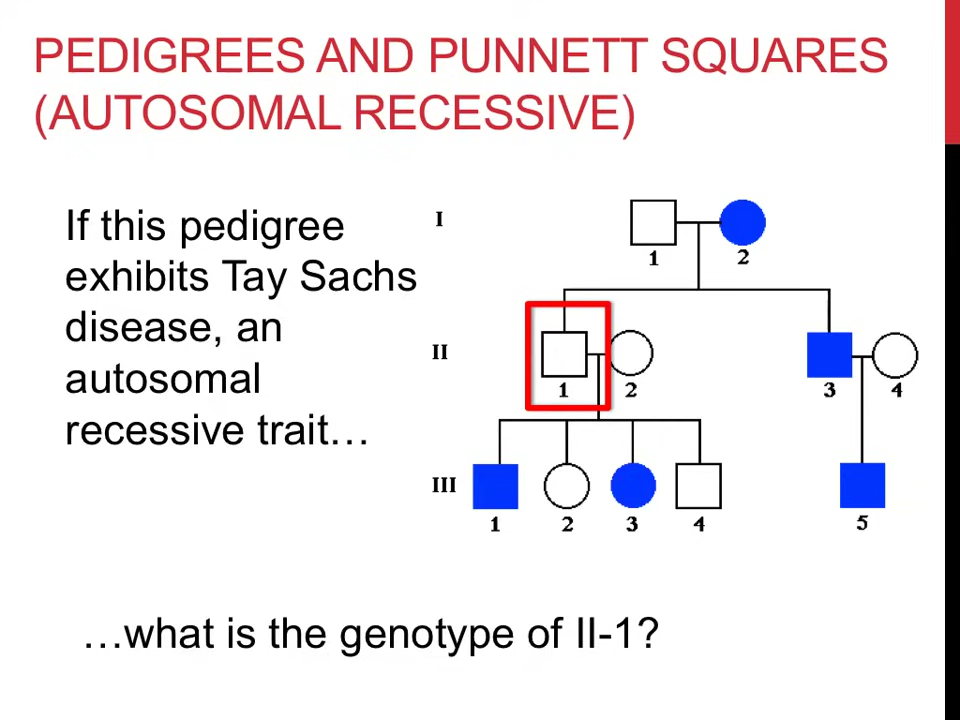 PEDIGREES AND PUNNETT SQUARES
(AUTOSOMAL RECESSIVE)
If this pedigree
exhibits Tay Sachs
disease, an
autosomal
recessive trait…
I
1 2
II
1 2 3 4
III
1 2 3 4 5
…what is the genotype of II-1?